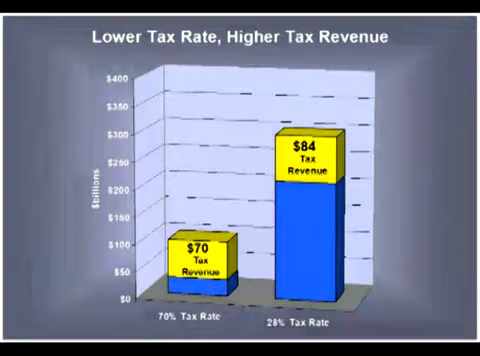 Lower Tax Rate, Higher Tax Revenue
$400
$350
$300
$250
$200
$150
$100
$50
$0
$billions
$84
Tax
Revenue
$70
Tax
Revenue
70% Tax Rate
28% Tax Rate